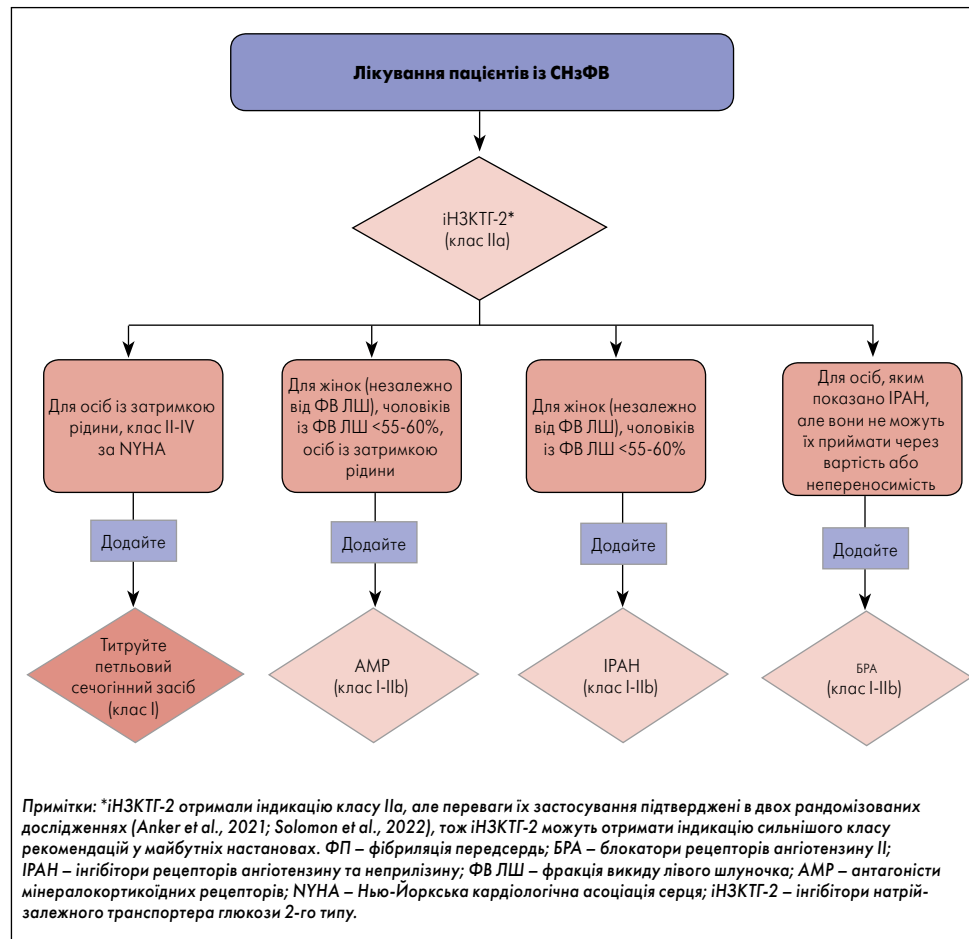 Лікування пацієнтів із СНзФВ
іНЗКТГ-2*
(клас IIa)
Для осіб із затримкою
рідини, клас II-IV
за NYHA
Для жінок (незалежно
від ФВ ЛШ), чоловіків
із ФВ ЛШ <55-60%,
осіб із затримкою
рідини
Для жінок (незалежно
від ФВ ЛШ), чоловіків
із ФВ ЛШ <55-60%
Для осіб, яким
показано ІРАН,
але вони не можуть
їх приймати через
вартість або
непереносимість
Додайте
Додайте
Додайте
Додайте
Титруйте
петльовий
сечогінний засіб
(клас I)
АМР
(клас I-IIb)
ІРАН
(клас I-IIb)
БРА
(клас I-IIb)
Примітки: *іНЗКТГ-2 отримали індикацію класу IIa, але переваги їх застосування підтверджені в двох рандомізованих
дослідженнях (Anker et al., 2021; Solomon et al., 2022), тож іНЗКТГ-2 можуть отримати індикацію сильнішого класу
рекомендацій у майбутніх настановах. ФП – фібриляція передсердь; БРА – блокатори рецепторів ангіотензину II;
ІРАН – інгібітори рецепторів ангіотензину та неприлізину; ФВ ЛШ – фракція викиду лівого шлуночка; АМР – антагоністи
мінералокортикоїдних рецепторів; NYHA – Нью-Йоркська кардіологічна асоціація серця; іНЗКТГ-2 – інгібітори натрій-
залежного транспортера глюкози 2-го типу.